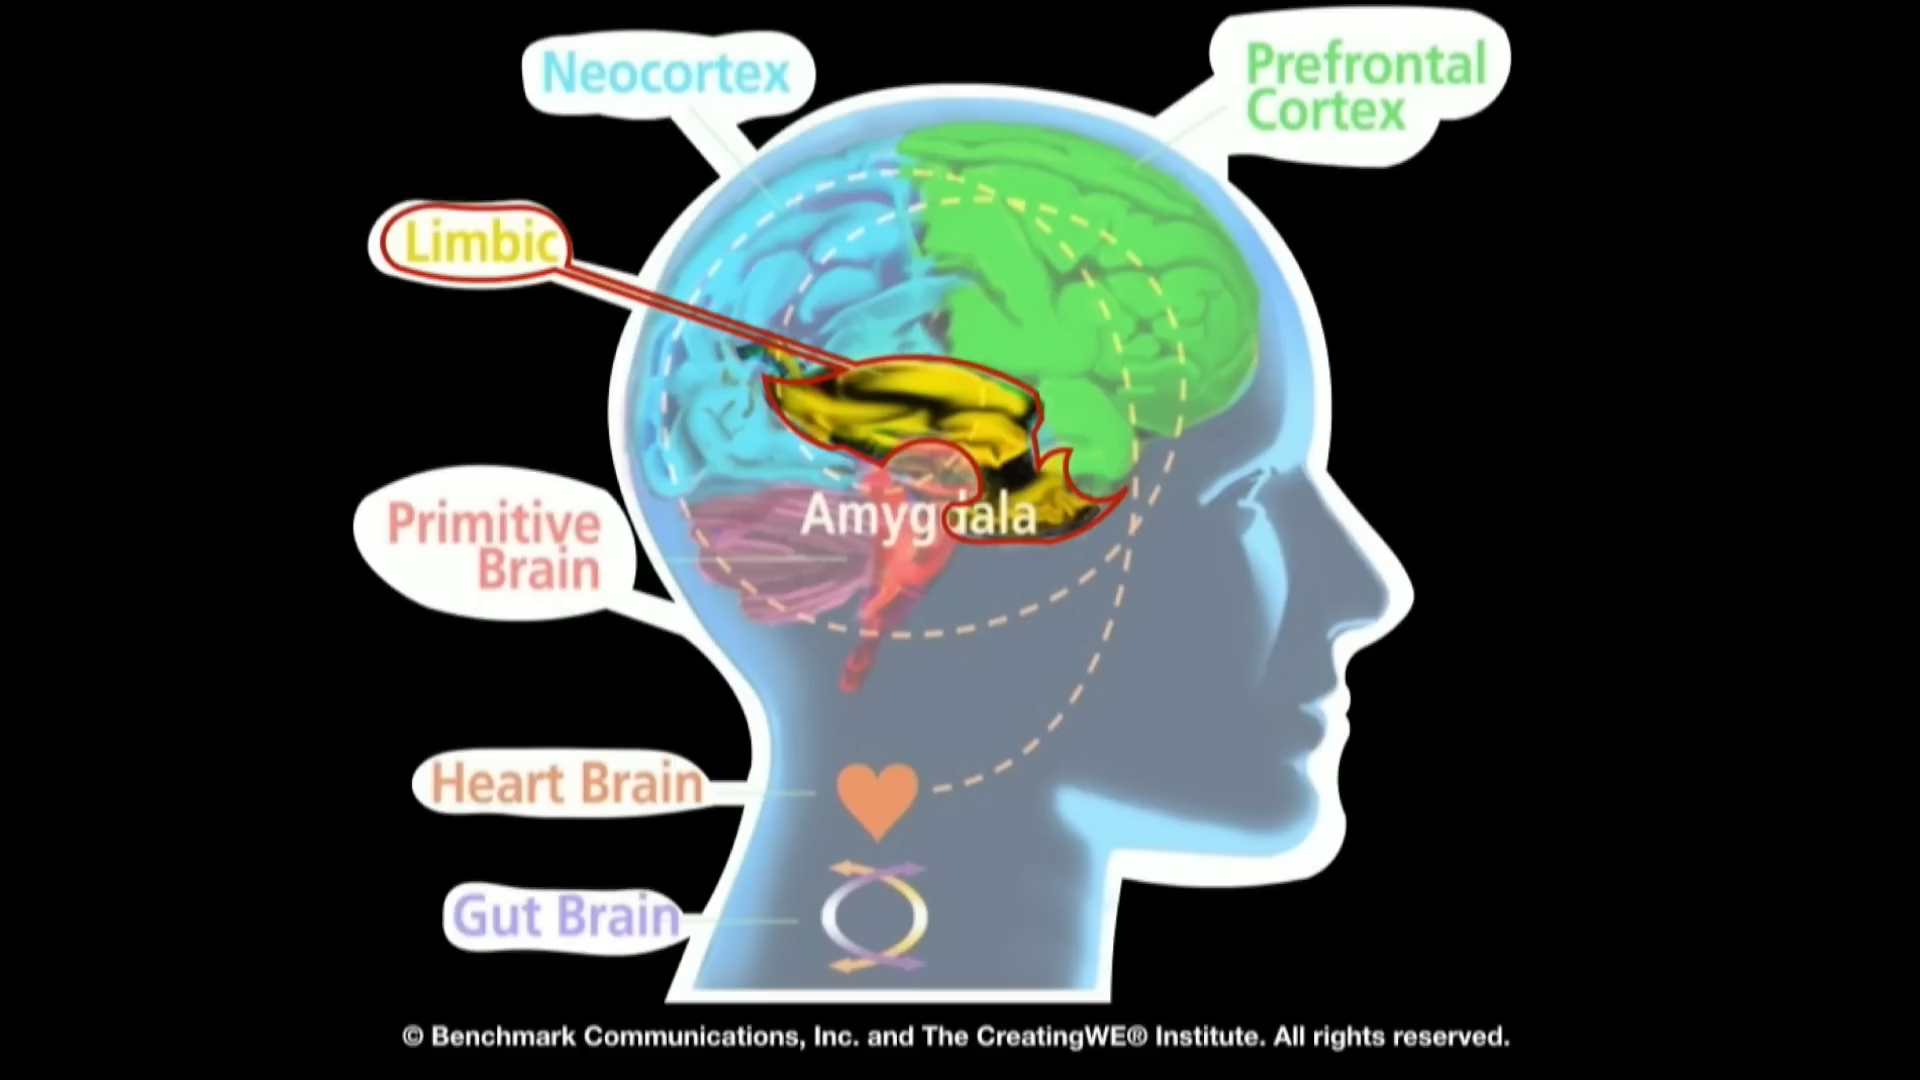 Neocortex
Prefrontal
Cortex
Limbic
Primitive
Brain
Amygdala
Heart Brain
Gut Brain
© Benchmark Communications, Inc. and The CreatingWE® Institute. All rights reserved.